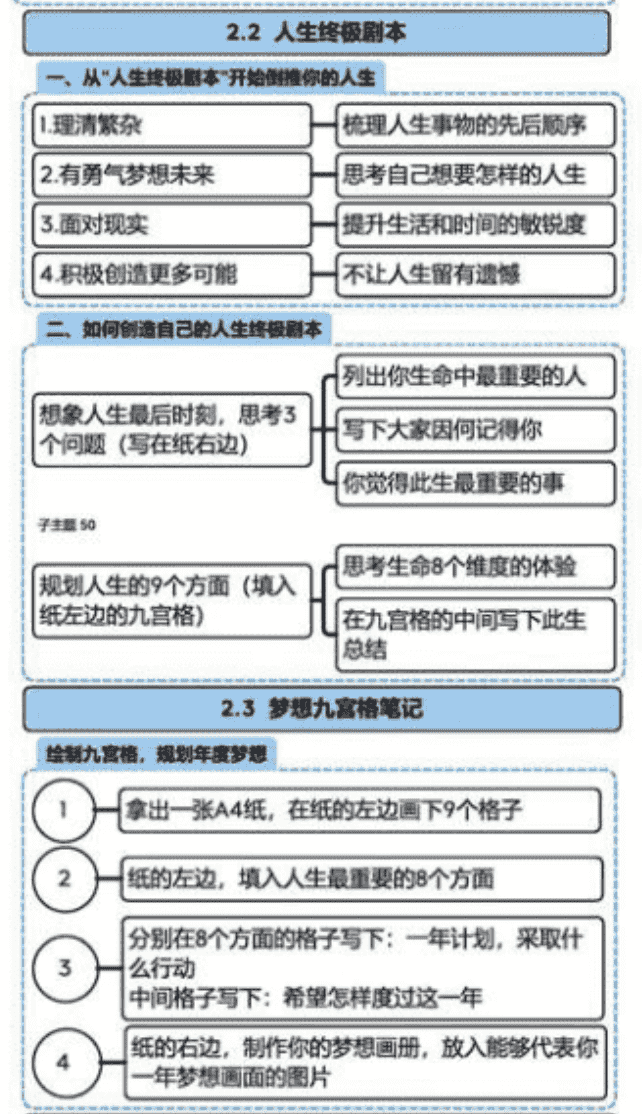 2.2 人生终极剧本
一、从"人生终极剧本"开始倒推你的人生
1.理清繁杂
梳理人生事物的先后顺序
2.有勇气梦想未来
思考自己想要怎样的人生
3.面对现实
提升生活和时间的敏锐度
4.积极创造更多可能
不让人生留有遗憾
二、如何创造自己的人生终极剧本
想象人生最后时刻，思考3
个问题（写在纸右边）
列出你生命中最重要的人
写下大家因何记得你
你觉得此生最重要的事
子主题 50
规划人生的9个方面（填入
纸左边的九宫格）
思考生命8个维度的体验
在九宫格的中间写下此生
总结
2.3 梦想九宫格笔记
绘制九宫格，规划年度梦想
1
拿出一张A4纸，在纸的左边画下9个格子
2
纸的左边，填入人生最重要的8个方面
3
分别在8个方面的格子写下：一年计划，采取什
么行动
中间格子写下：希望怎样度过这一年
4
纸的右边，制作你的梦想画册，放入能够代表你
一年梦想画面的图片